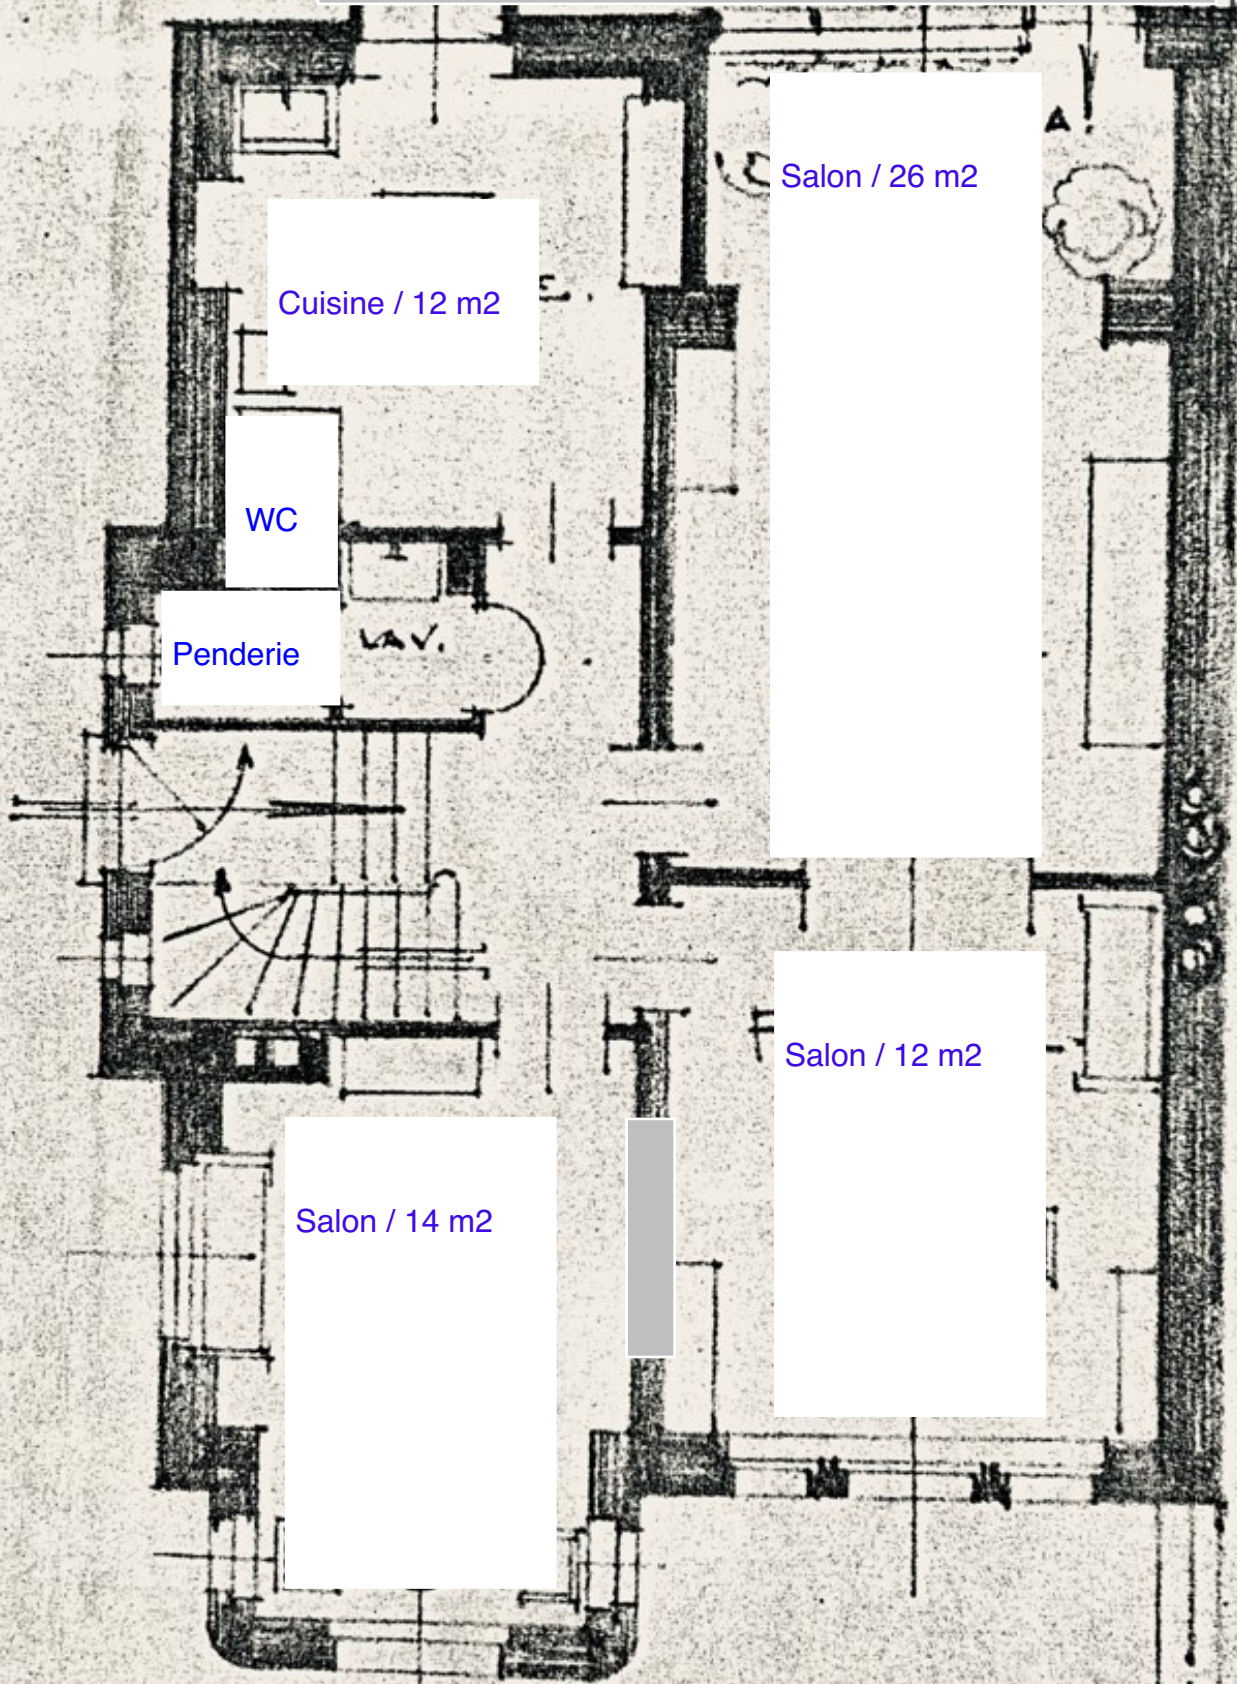 A.
Salon / 26 m2
Cuisine / 12 m2
E.
WC
LAV.
Penderie
Salon / 12 m2
Salon / 14 m2